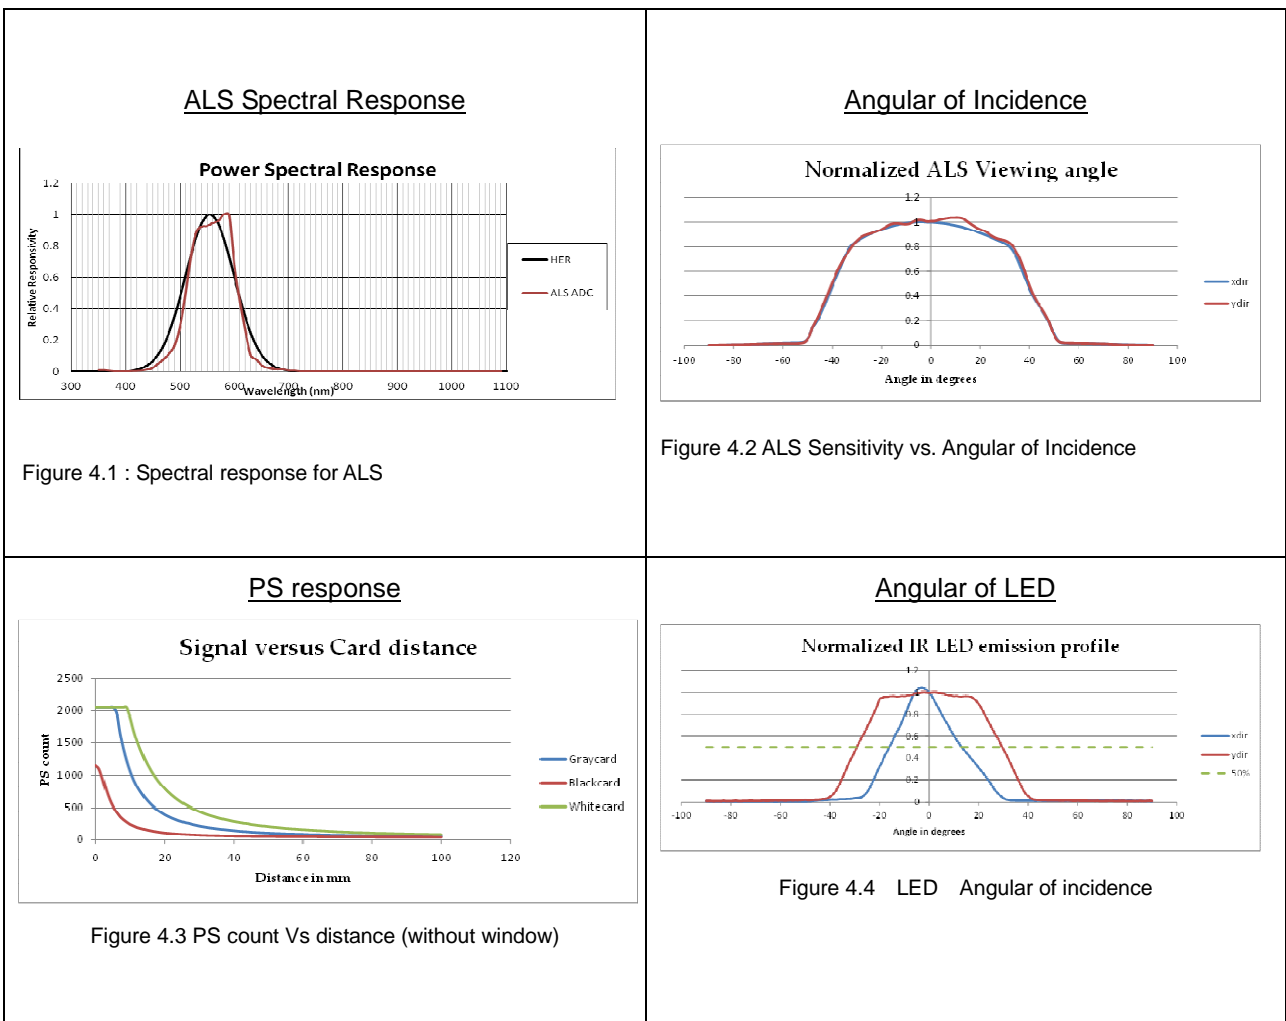 ALS Spectral Response
Power Spectral Response
1.2
1
0.8
0.6
0.4
0.2
0
Relative Responsivity
300 400 500 600 700 800 900 1000 1100
Wavelength (nm)
HER
ALS ADC
Figure 4.1 : Spectral response for ALS
Angular of Incidence
Normalized ALS Viewing angle
1.2
1
0.8
0.6
0.4
0.2
0
-100 -80 -60 -40 -20 0 20 40 60 80 100
Angle in degrees
xdir
ydir
Figure 4.2 ALS Sensitivity vs. Angular of Incidence
PS response
Signal versus Card distance
2500
2000
1500
1000
500
0
PS count
0 20 40 60 80 100 120
Distance in mm
Graycard
Blackcard
Whitecard
Figure 4.3 PS count Vs distance (without window)
Angular of LED
Normalized IR LED emission profile
1.2
1
0.8
0.6
0.4
0.2
0
-100 -80 -60 -40 -20 0 20 40 60 80 100
Angle in degrees
xdir
ydir
50%
Figure 4.4 LED Angular of incidence